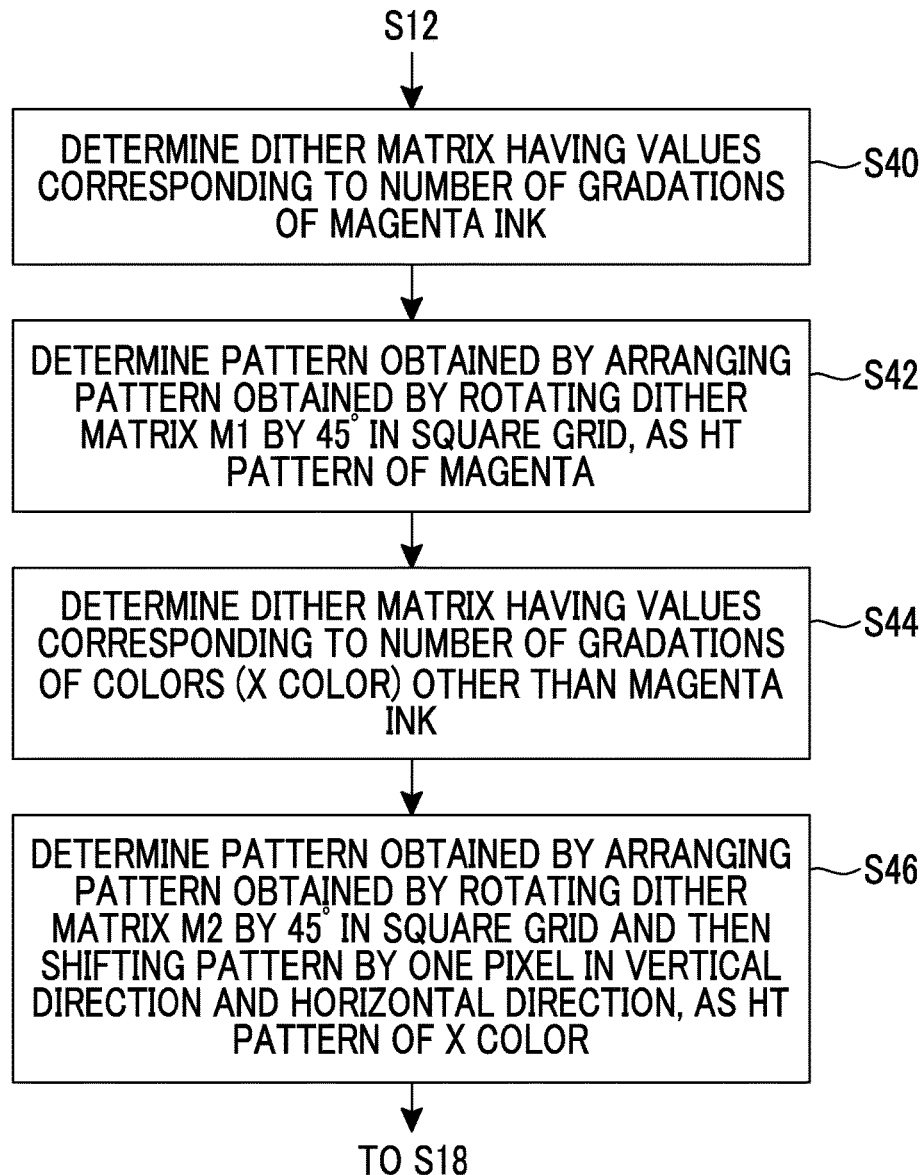 S12
DETERMINE DITHER MATRIX HAVING VALUES
CORRESPONDING TO NUMBER OF GRADATIONS
OF MAGENTA INK
S40
DETERMINE PATTERN OBTAINED BY ARRANGING
PATTERN OBTAINED BY ROTATING DITHER
MATRIX M1 BY 45° IN SQUARE GRID, AS HT
PATTERN OF MAGENTA
S42
DETERMINE DITHER MATRIX HAVING VALUES
CORRESPONDING TO NUMBER OF GRADATIONS
OF COLORS (X COLOR) OTHER THAN MAGENTA
INK
S44
DETERMINE PATTERN OBTAINED BY ARRANGING
PATTERN OBTAINED BY ROTATING DITHER
MATRIX M2 BY 45° IN SQUARE GRID AND THEN
SHIFTING PATTERN BY ONE PIXEL IN VERTICAL
DIRECTION AND HORIZONTAL DIRECTION, AS HT
PATTERN OF X COLOR
S46
TO S18